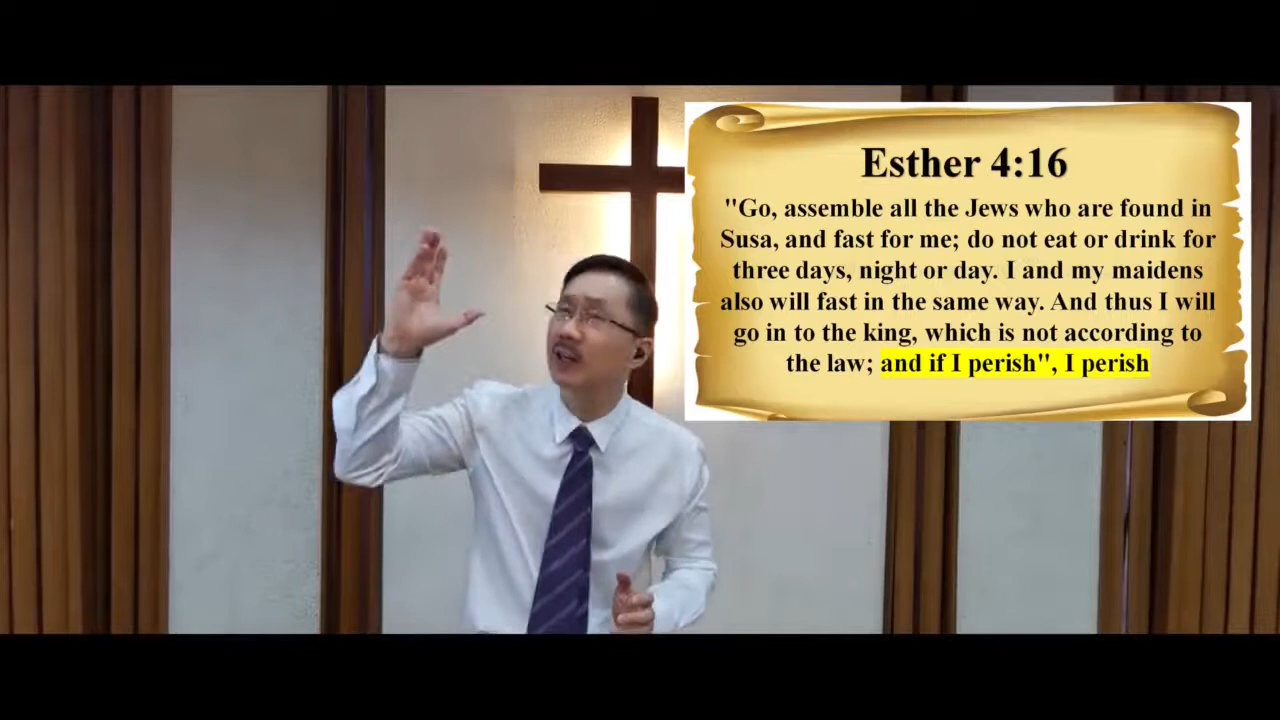 Esther 4:16
"Go, assemble all the Jews who are found in
Susa, and fast for me; do not eat or drink for
three days, night or day. I and my maidens
also will fast in the same way. And thus I will
go in to the king, which is not according to
the law; and if I perish", I perish